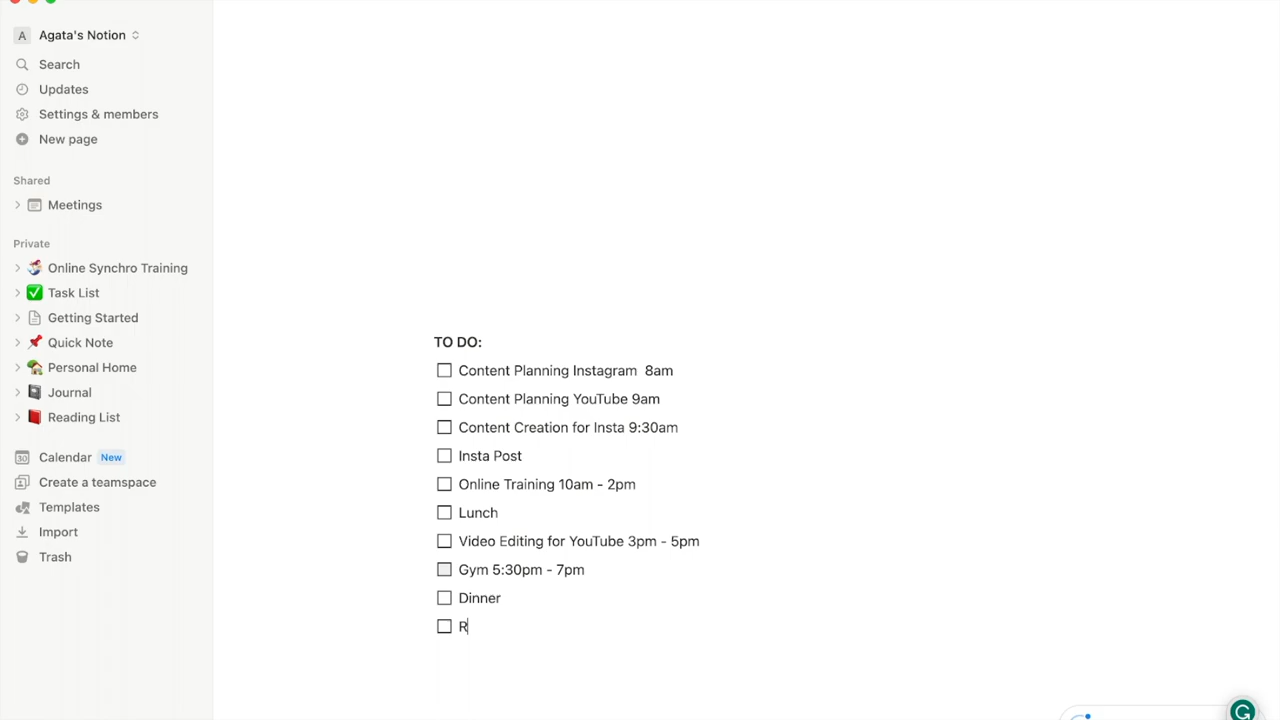 A Agata's Notion
Search
Updates
Settings & members
New page
Shared
Meetings
Private
Online Synchro Training
Task List
Getting Started
Quick Note
Personal Home
Journal
Reading List
30 Calendar New
Create a teamspace
Templates
Import
Trash
TO DO:
Content Planning Instagram  8am
Content Planning YouTube 9am
Content Creation for Insta 9:30am
Insta Post
Online Training 10am - 2pm
Lunch
Video Editing for YouTube 3pm - 5pm
Gym 5:30pm - 7pm
Dinner
R
G